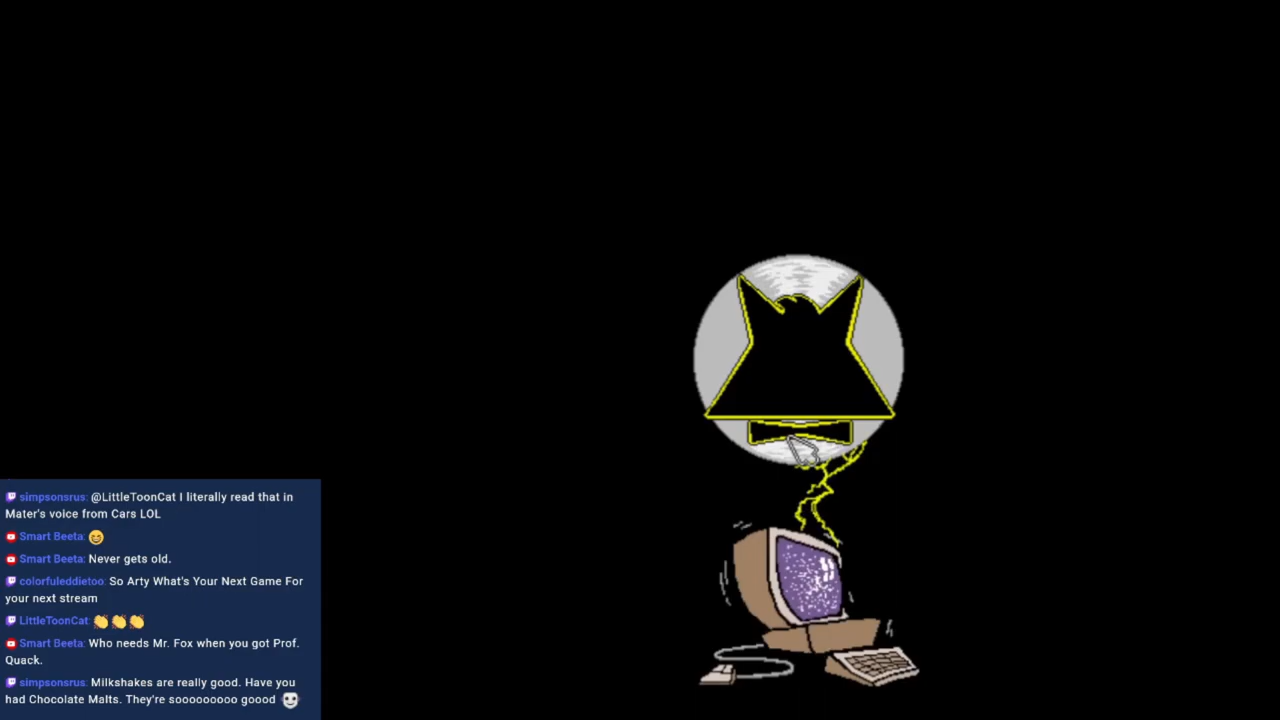 simpsonsrus: @LittleToonCat I literally read that in
Mater's voice from Cars LOL
Smart Beeta: 😄
Smart Beeta: Never gets old.
colorfuleddietoo: So Arty What's Your Next Game For
your next stream
LittleToonCat: 👏👏👏
Smart Beeta: Who needs Mr. Fox when you got Prof.
Quack.
simpsonsrus: Milkshakes are really good. Have you
had Chocolate Malts. They're sooooooooo goood